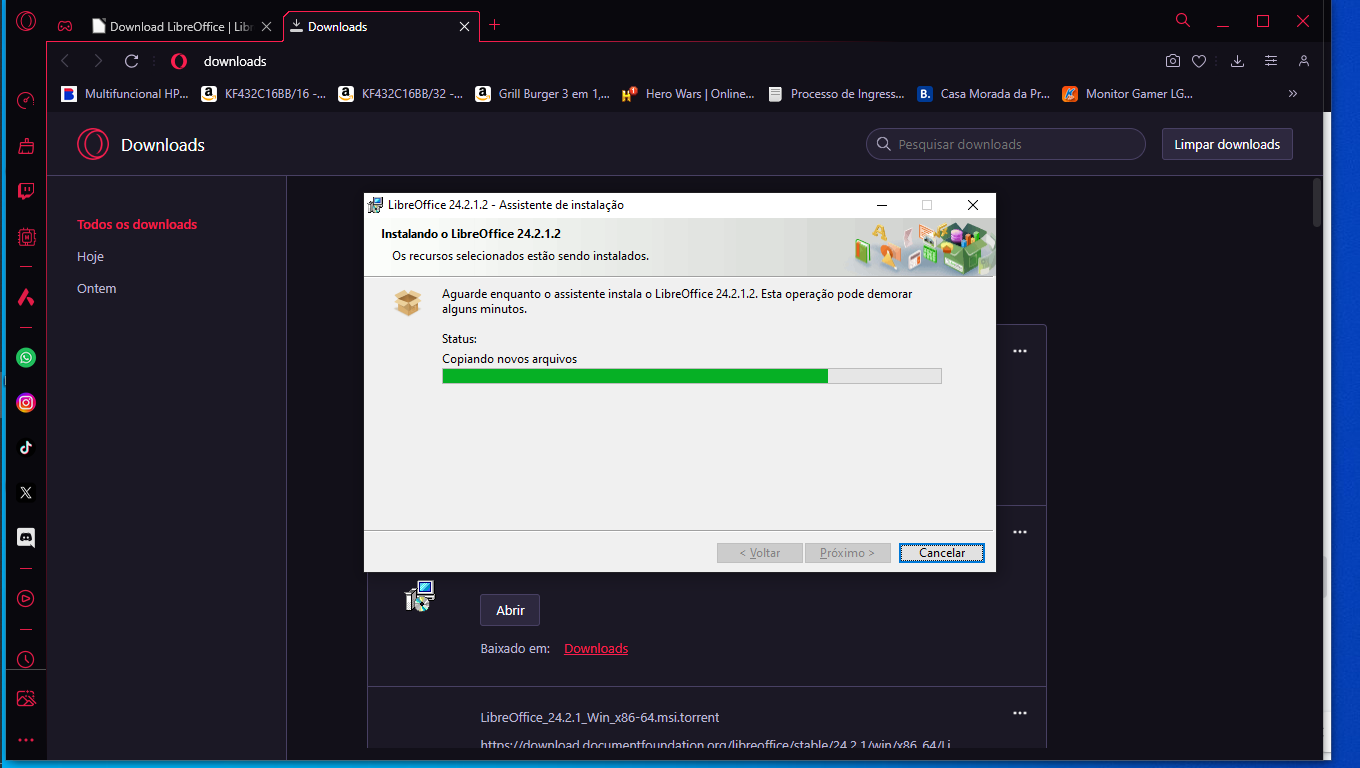 Download LibreOffice | Libr
Downloads
downloads
Multifuncional HP...
KF432C16BB/16 -...
KF432C16BB/32 -...
Grill Burger 3 em 1,...
Hero Wars | Online...
Processo de Ingress...
B.
Casa Morada da Pr...
Monitor Gamer LG...
Downloads
Pesquisar downloads
Limpar downloads
Todos os downloads
Hoje
Ontem
LibreOffice 24.2.1.2 - Assistente de instalação
Instalando o LibreOffice 24.2.1.2
Os recursos selecionados estão sendo instalados.
Aguarde enquanto o assistente instala o LibreOffice 24.2.1.2. Esta operação pode demorar
alguns minutos.
Status:
Copiando novos arquivos
< Voltar
Próximo >
Cancelar
Abrir
Baixado em: Downloads
LibreOffice_24.2.1_Win_x86-64.msi.torrent
https://download.documentfoundation.org/libreoffice/stable/24.2.1/win/x86_64/Li